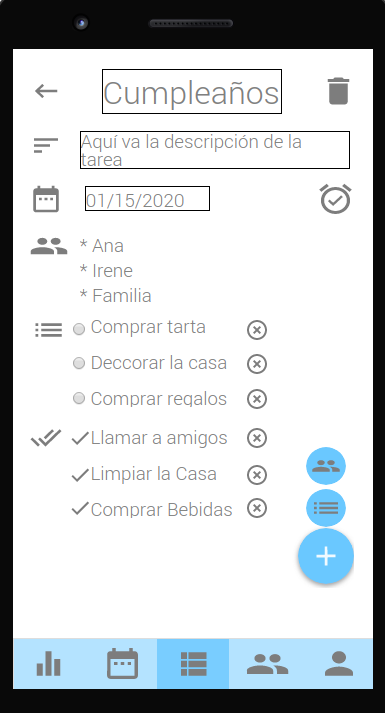 Cumpleaños
Aquí va la descripción de la
tarea
01/15/2020
* Ana
* Irene
* Familia
Comprar tarta
Deccorar la casa
Comprar regalos
Llamar a amigos
Limpiar la Casa
Comprar Bebidas